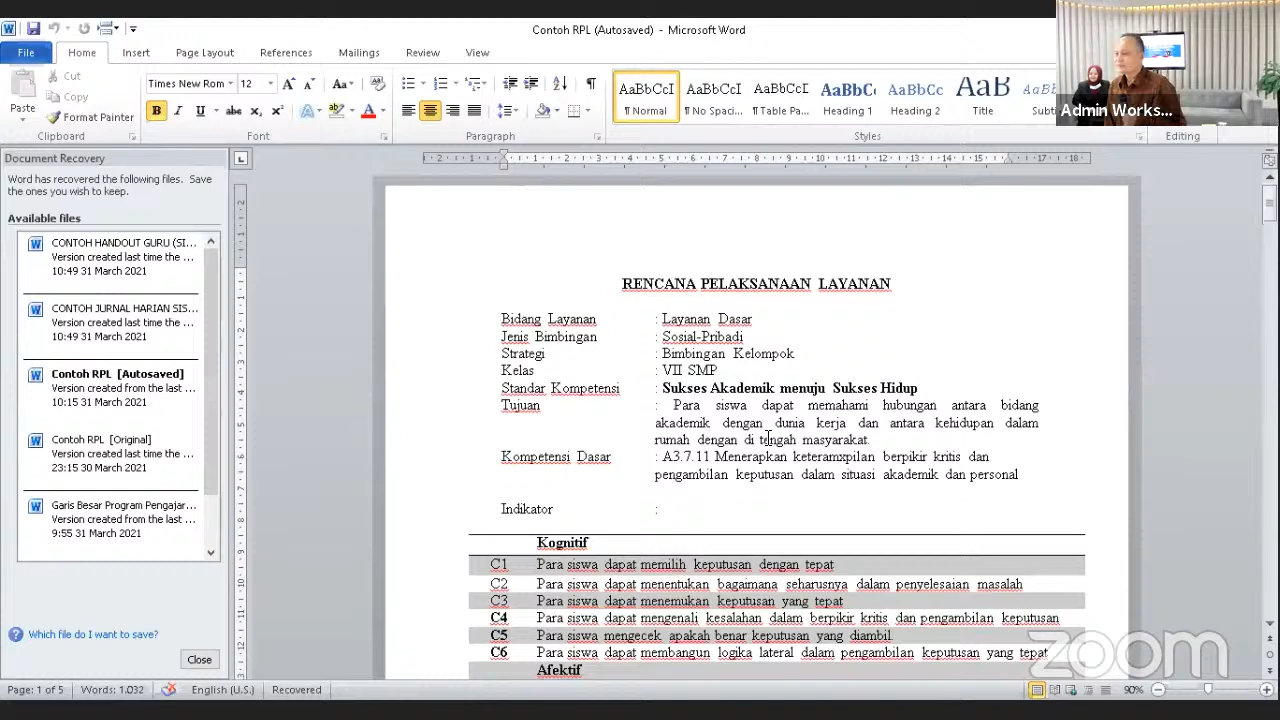 Contoh RPL (Autosaved) - Microsoft Word
File Home Insert Page Layout References Mailings Review View
Paste
Cut
Copy
Format Painter
Clipboard
Times New Rom 12
Font
Paragraph
AaBbCcI AaBbCcI AaBbCcI AaBbCc AaBbCc AaB
¶ Normal ¶ No Spaci... ¶ Table Pa... Heading 1 Heading 2 Title
Styles
Editing
Admin Works...
Document Recovery
Word has recovered the following files. Save
the ones you wish to keep.
Available files
CONTOH HANDOUT GURU (SI...
Version created last time the ...
10:49 31 March 2021
CONTOH JURNAL HARIAN SIS...
Version created last time the ...
10:49 31 March 2021
Contoh RPL [Autosaved]
Version created from the last ...
10:15 31 March 2021
Contoh RPL [Original]
Version created last time the ...
23:15 30 March 2021
Garis Besar Program Pengajar...
Version created from the last ...
9:55 31 March 2021
Which file do I want to save?
Close
RENCANA PELAKSANAAN LAYANAN
Bidang Layanan : Layanan Dasar
Jenis Bimbingan : Sosial-Pribadi
Strategi : Bimbingan Kelompok
Kelas : VII SMP
Standar Kompetensi : Sukses Akademik menuju Sukses Hidup
Tujuan : Para siswa dapat memahami hubungan antara bidang
akademik dengan dunia kerja dan antara kehidupan dalam
rumah dengan di tengah masyarakat.
Kompetensi Dasar : A3.7.11 Menerapkan keteramxpilan berpikir kritis dan
pengambilan keputusan dalam situasi akademik dan personal
Indikator :
Kognitif
C1 Para siswa dapat memilih keputusan dengan tepat
C2 Para siswa dapat menentukan bagaimana seharusnya dalam penyelesaian masalah
C3 Para siswa dapat menemukan keputusan yang tepat
C4 Para siswa dapat mengenali kesalahan dalam berpikir kritis dan pengambilan keputusan
C5 Para siswa mengecek apakah benar keputusan yang diambil.
C6 Para siswa dapat membangun logika lateral dalam pengambilan keputusan yang tepat
Afektif
zoom
Page: 1 of 5 Words: 1.032 English (U.S.) Recovered 90%